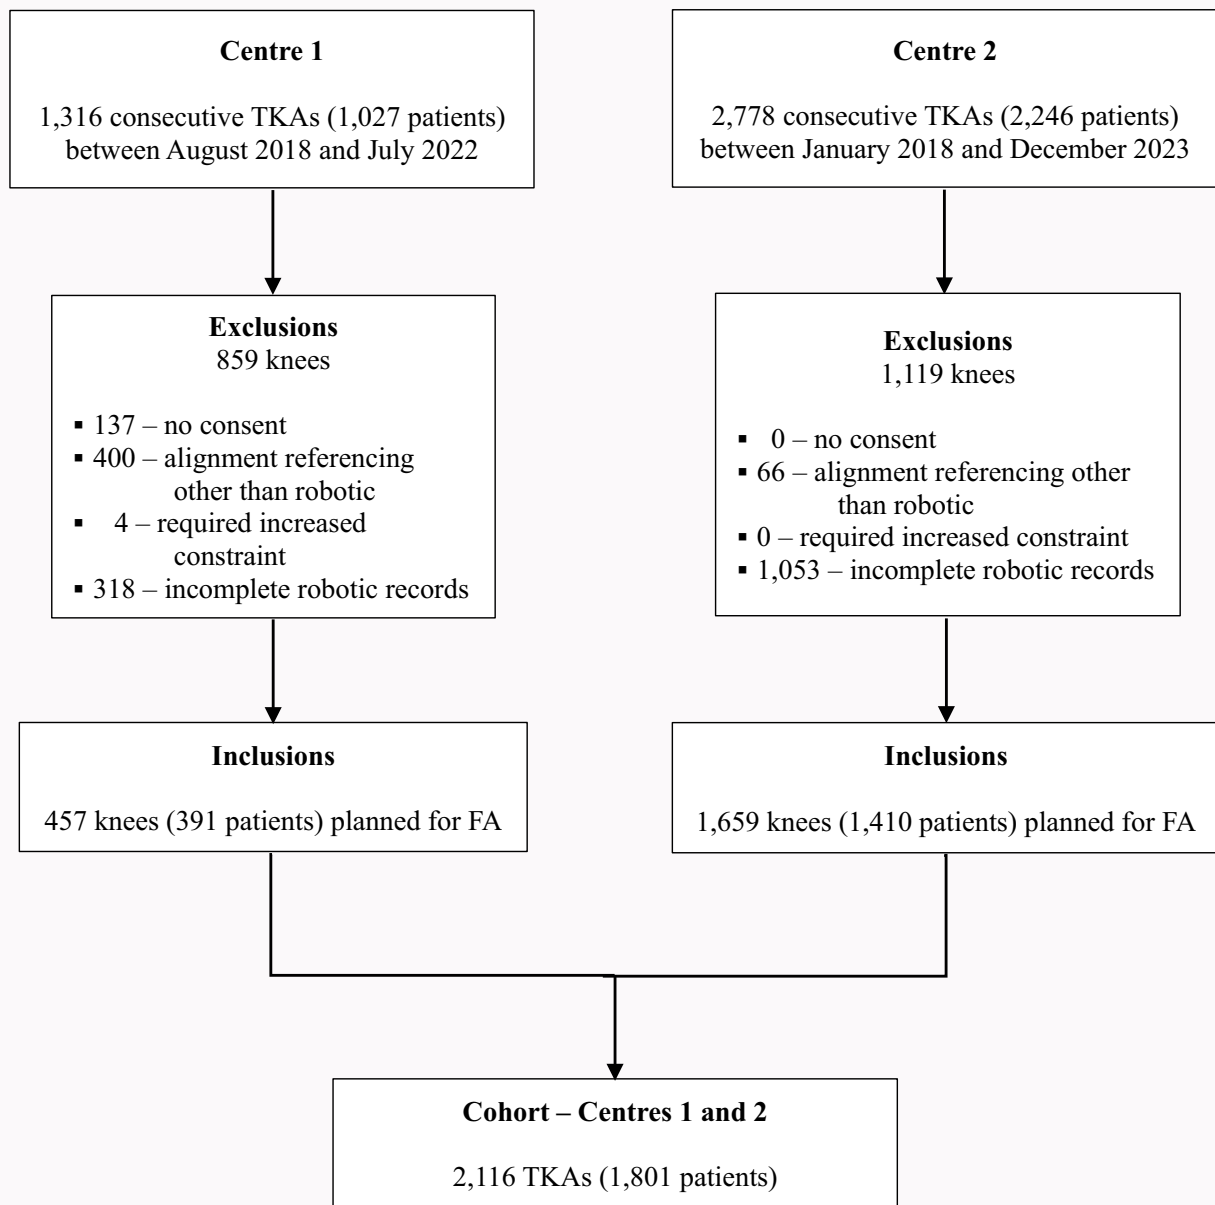 Centre 1
1,316 consecutive TKAs (1,027 patients)
between August 2018 and July 2022
Centre 2
2,778 consecutive TKAs (2,246 patients)
between January 2018 and December 2023
Exclusions
859 knees
▪ 137 – no consent
▪ 400 – alignment referencing
other than robotic
▪ 4 – required increased
constraint
▪ 318 – incomplete robotic records
Exclusions
1,119 knees
▪ 0 – no consent
▪ 66 – alignment referencing other
than robotic
▪ 0 – required increased constraint
▪ 1,053 – incomplete robotic records
Inclusions
457 knees (391 patients) planned for FA
Inclusions
1,659 knees (1,410 patients) planned for FA
Cohort – Centres 1 and 2
2,116 TKAs (1,801 patients)